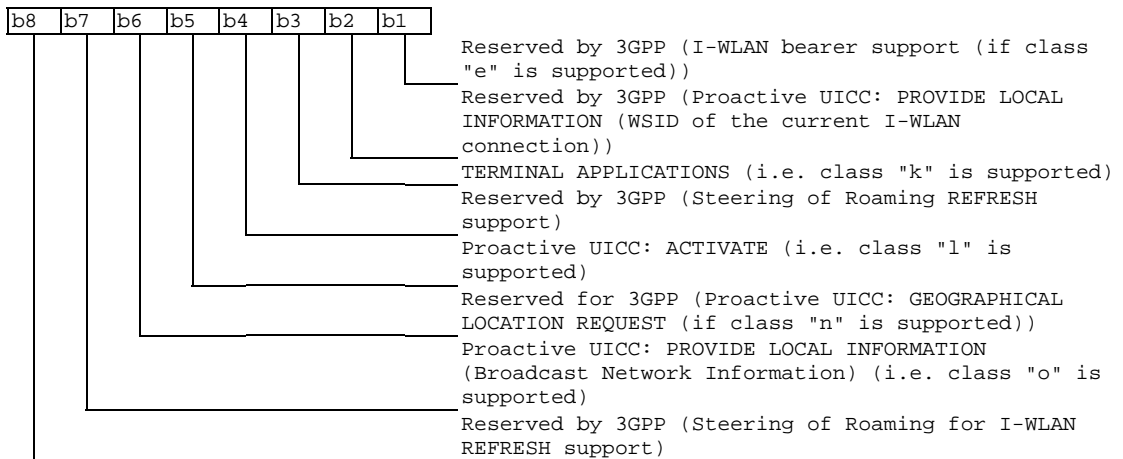 b8 b7 b6 b5 b4 b3 b2 b1
Reserved by 3GPP (I-WLAN bearer support (if class
"e" is supported))
Reserved by 3GPP (Proactive UICC: PROVIDE LOCAL
INFORMATION (WSID of the current I-WLAN
connection))
TERMINAL APPLICATIONS (i.e. class "k" is supported)
Reserved by 3GPP (Steering of Roaming REFRESH
support)
Proactive UICC: ACTIVATE (i.e. class "l" is
supported)
Reserved for 3GPP (Proactive UICC: GEOGRAPHICAL
LOCATION REQUEST (if class "n" is supported))
Proactive UICC: PROVIDE LOCAL INFORMATION
(Broadcast Network Information) (i.e. class "o" is
supported)
Reserved by 3GPP (Steering of Roaming for I-WLAN
REFRESH support)